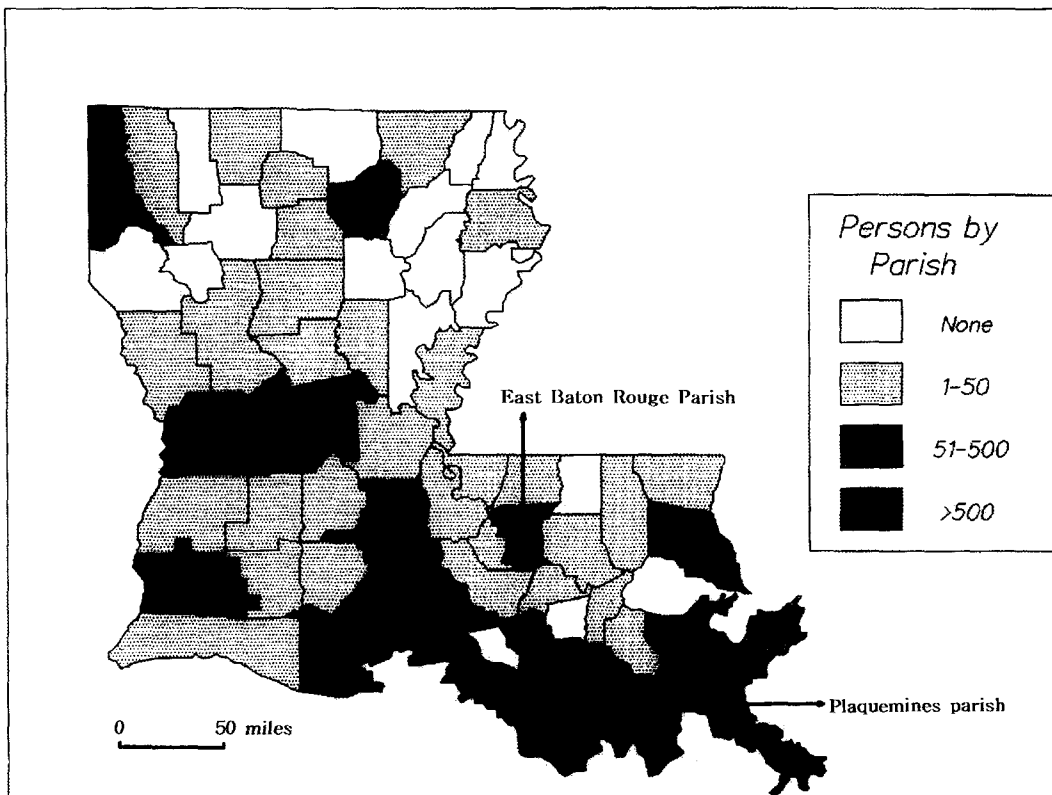 Persons by
Parish
None
1-50
51-500
>500
East Baton Rouge Parish
Plaquemines parish
0 50 miles